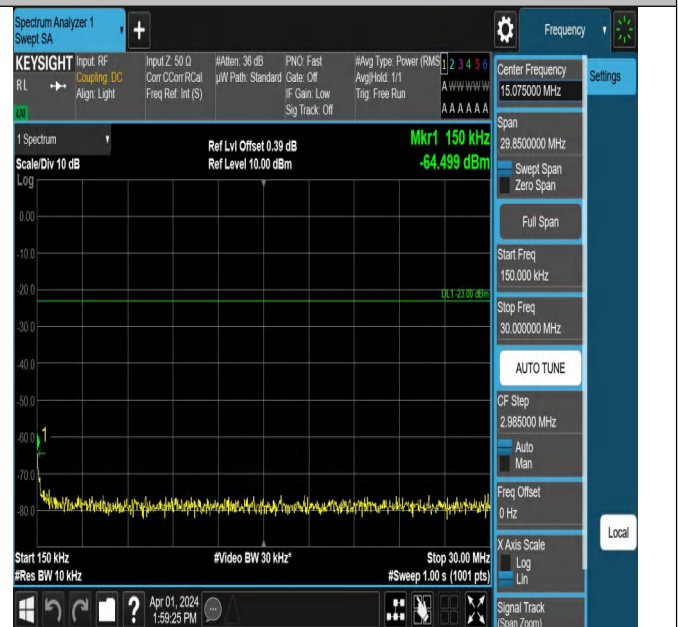 Spectrum Analyzer 1
Swept SA
+
Frequency
KEYSIGHT
RL
LXI
Input: RF
Coupling: DC
Align: Light
Input Z: 50 Ω
Corr CCorr RCal
Freq Ref: Int (S)
#Atten: 36 dB
µW Path: Standard
PNO: Fast
Gate: Off
IF Gain: Low
Sig Track: Off
#Avg Type: Power (RMS
Avg|Hold: 1/1
Trig: Free Run
1 2 3 4 5 6
A W W W W W
A A A A A A
Center Frequency
15.075000 MHz
Settings
Span
29.8500000 MHz
Swept Span
Zero Span
Full Span
Start Freq
150.000 kHz
Stop Freq
30.000000 MHz
AUTO TUNE
CF Step
2.985000 MHz
Auto
Man
Freq Offset
0 Hz
X Axis Scale
Log
Lin
Signal Track
(Span Zoom)
Local
1 Spectrum
Scale/Div 10 dB
Log
Ref Lvl Offset 0.39 dB
Ref Level 10.00 dBm
Mkr1 150 kHz
-64.499 dBm
0.00
-10.0
-20.0
DL1 -23.00 dBm
-30.0
-40.0
-50.0
-60.0
1
-70.0
-80.0
Start 150 kHz
#Video BW 30 kHz*
Stop 30.00 MHz
#Res BW 10 kHz
#Sweep 1.00 s (1001 pts)
?
Apr 01, 2024
1:59:25 PM